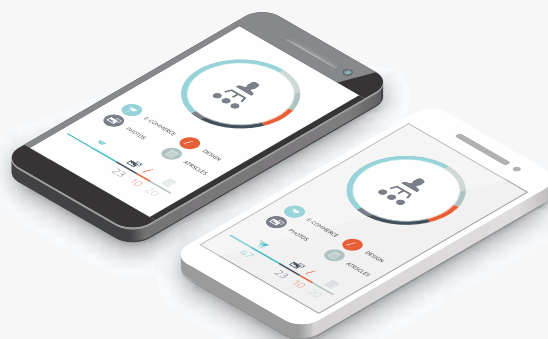 E-COMMERCE
PHOTOS
DESIGN
ATRSCLES
23
10
20
E-COMMERCE
PHOTOS
DESIGN
ATRSCLES
47
23
10
20